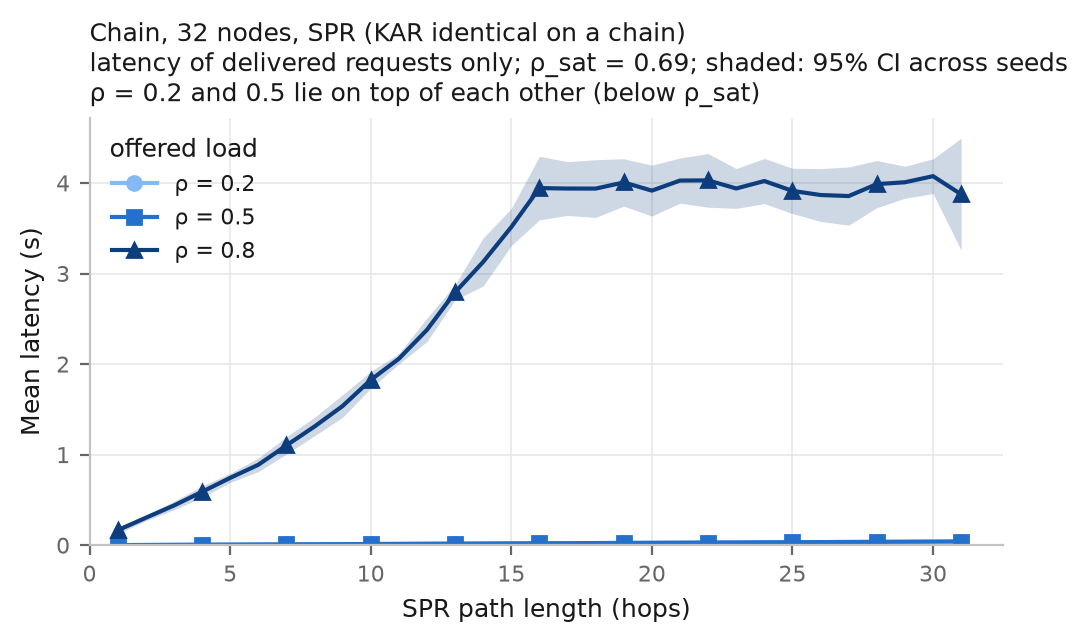 Chain, 32 nodes, SPR (KAR identical on a chain)
latency of delivered requests only; ρ_sat = 0.69; shaded: 95% CI across seeds
ρ = 0.2 and 0.5 lie on top of each other (below ρ_sat)
offered load
ρ = 0.2
ρ = 0.5
ρ = 0.8
Mean latency (s)
4
3
2
1
0
0 5 10 15 20 25 30
SPR path length (hops)